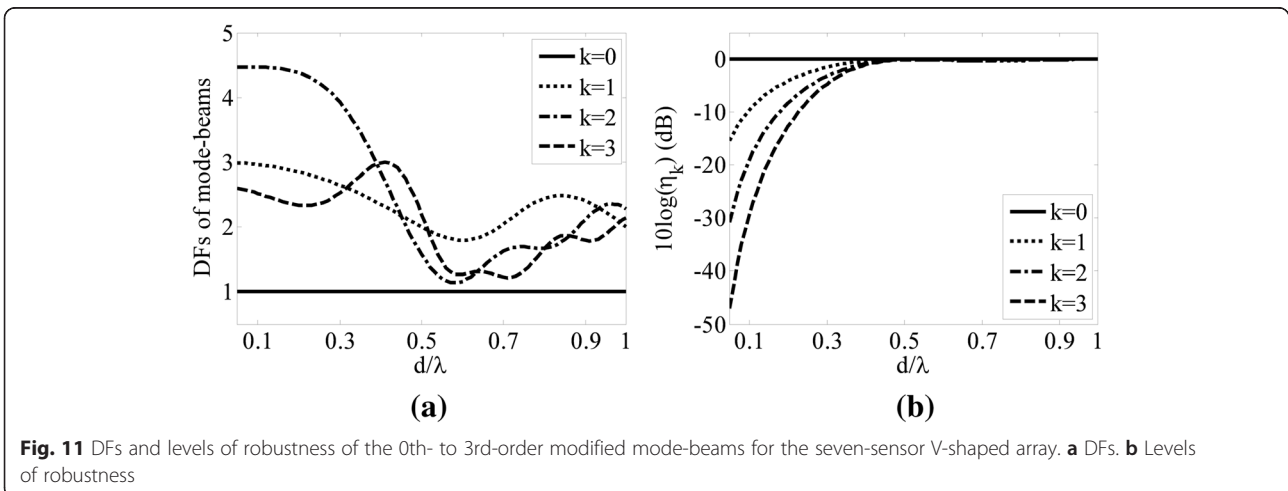 5
4
3
2
1
DFs of mode-beams
k=0
k=1
k=2
k=3
0.1 0.3 0.5 0.7 0.9 1
d/λ
(a)
0
-10
-20
-30
-40
-50
10log(η_k) (dB)
k=0
k=1
k=2
k=3
0.1 0.3 0.5 0.7 0.9 1
d/λ
(b)
Fig. 11 DFs and levels of robustness of the 0th- to 3rd-order modified mode-beams for the seven-sensor V-shaped array. a DFs. b Levels
of robustness